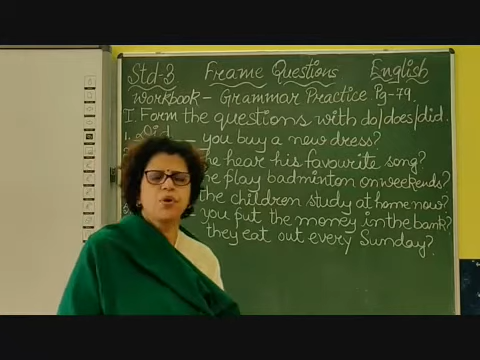 Std-3 Frame Questions English
Workbook - Grammar Practice Pg-79.
I. Form the questions with do/does/did.
1. Did you buy a new dress?
he hear his favourite song?
he play badminton on weekends?
the children study at home now?
you put the money in the bank?
they eat out every Sunday?